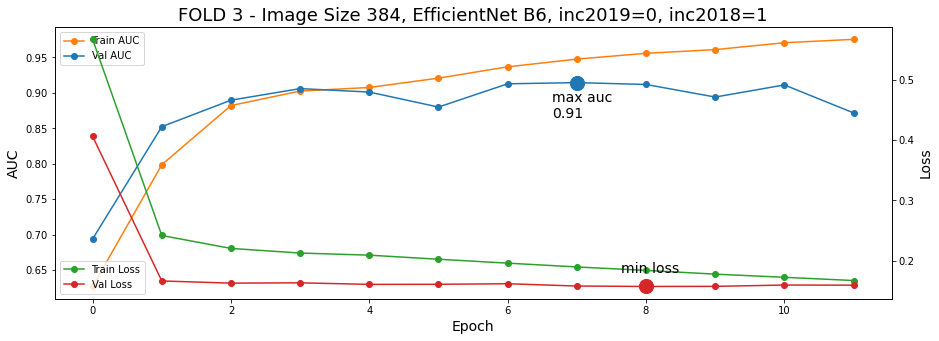 FOLD 3 - Image Size 384, EfficientNet B6, inc2019=0, inc2018=1
Train AUC
Val AUC
0.95
0.90
0.85
0.80
0.75
0.70
0.65
AUC
max auc
0.91
min loss
Train Loss
Val Loss
0.5
0.4
0.3
0.2
Loss
0
2
4
6
8
10
Epoch